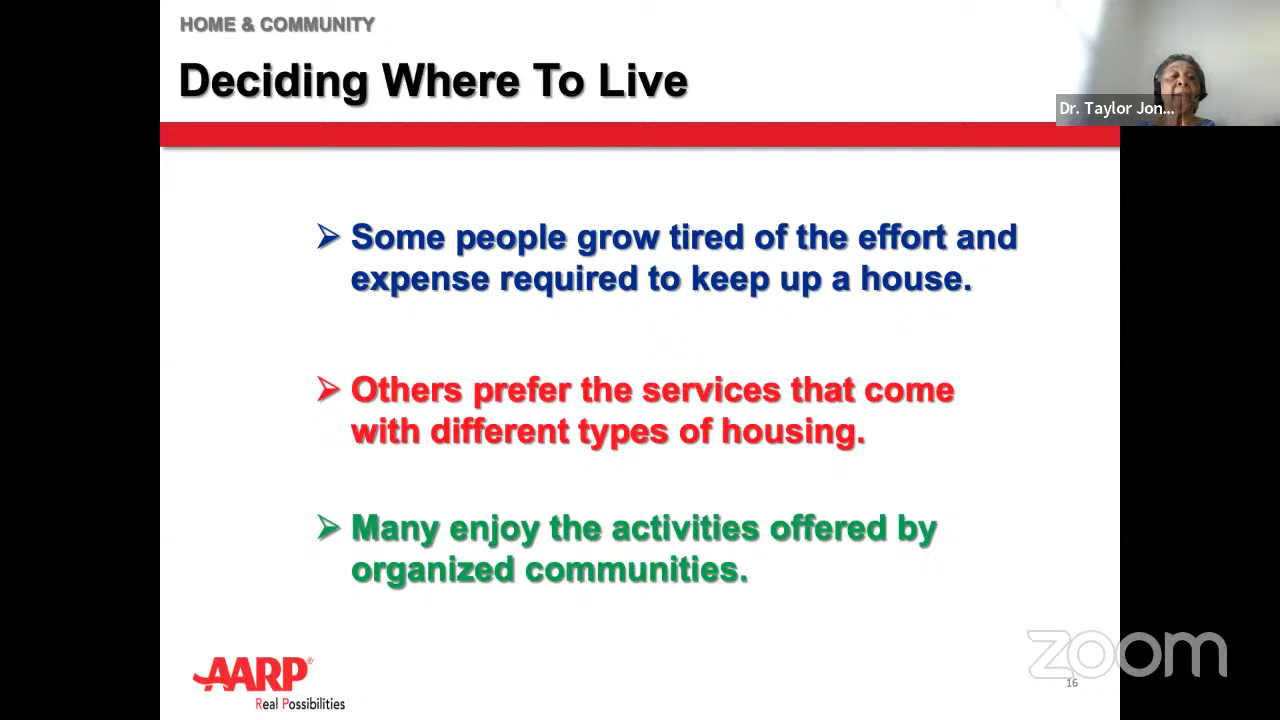 HOME & COMMUNITY
Deciding Where To Live
Dr. Taylor Jon...
➢ Some people grow tired of the effort and
expense required to keep up a house.
➢ Others prefer the services that come
with different types of housing.
➢ Many enjoy the activities offered by
organized communities.
AARP®
Real Possibilities
zoom
16